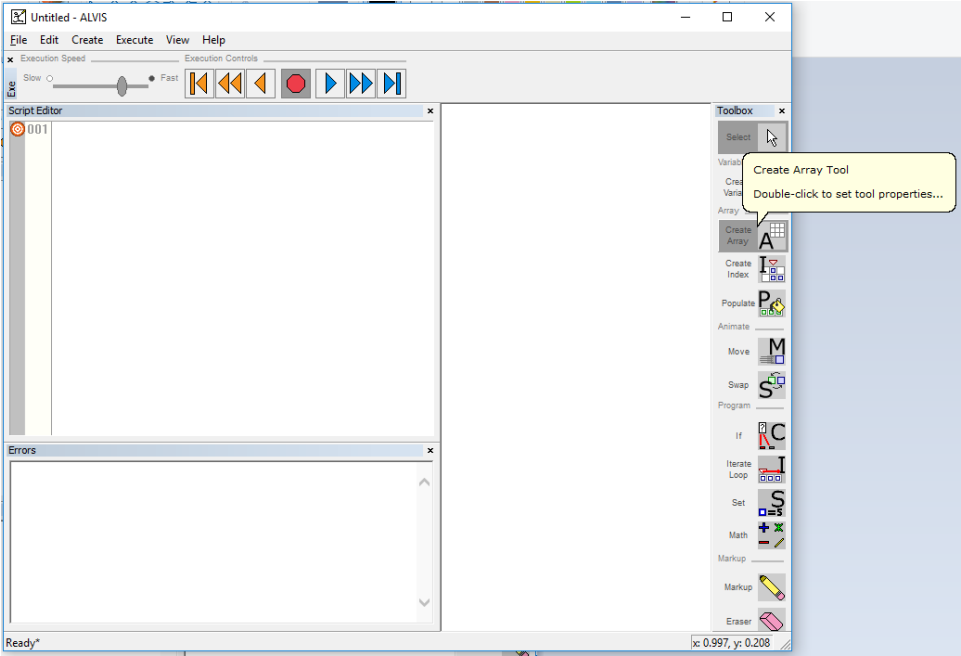 Untitled - ALVIS
File Edit Create Execute View Help
Execution Speed
Execution Controls
Exe
Slow
Fast
Script Editor
001
Errors
Toolbox
Select
Create Array Tool
Double-click to set tool properties...
Array
Create
Array
A
Create
Index
I
Populate
P
Animate
Move
M
Swap
S
Program
If
?
C
Iterate
Loop
I
Set
S
=5
Math
Markup
Markup
Eraser
Ready*
x: 0.997, y: 0.208